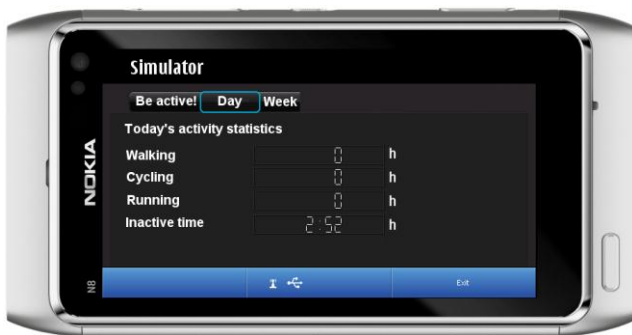 Simulator
Be active! Day Week
Today's activity statistics
Walking 0 h
Cycling 0 h
Running 0 h
Inactive time 2:52 h
Exit
NOKIA
N8